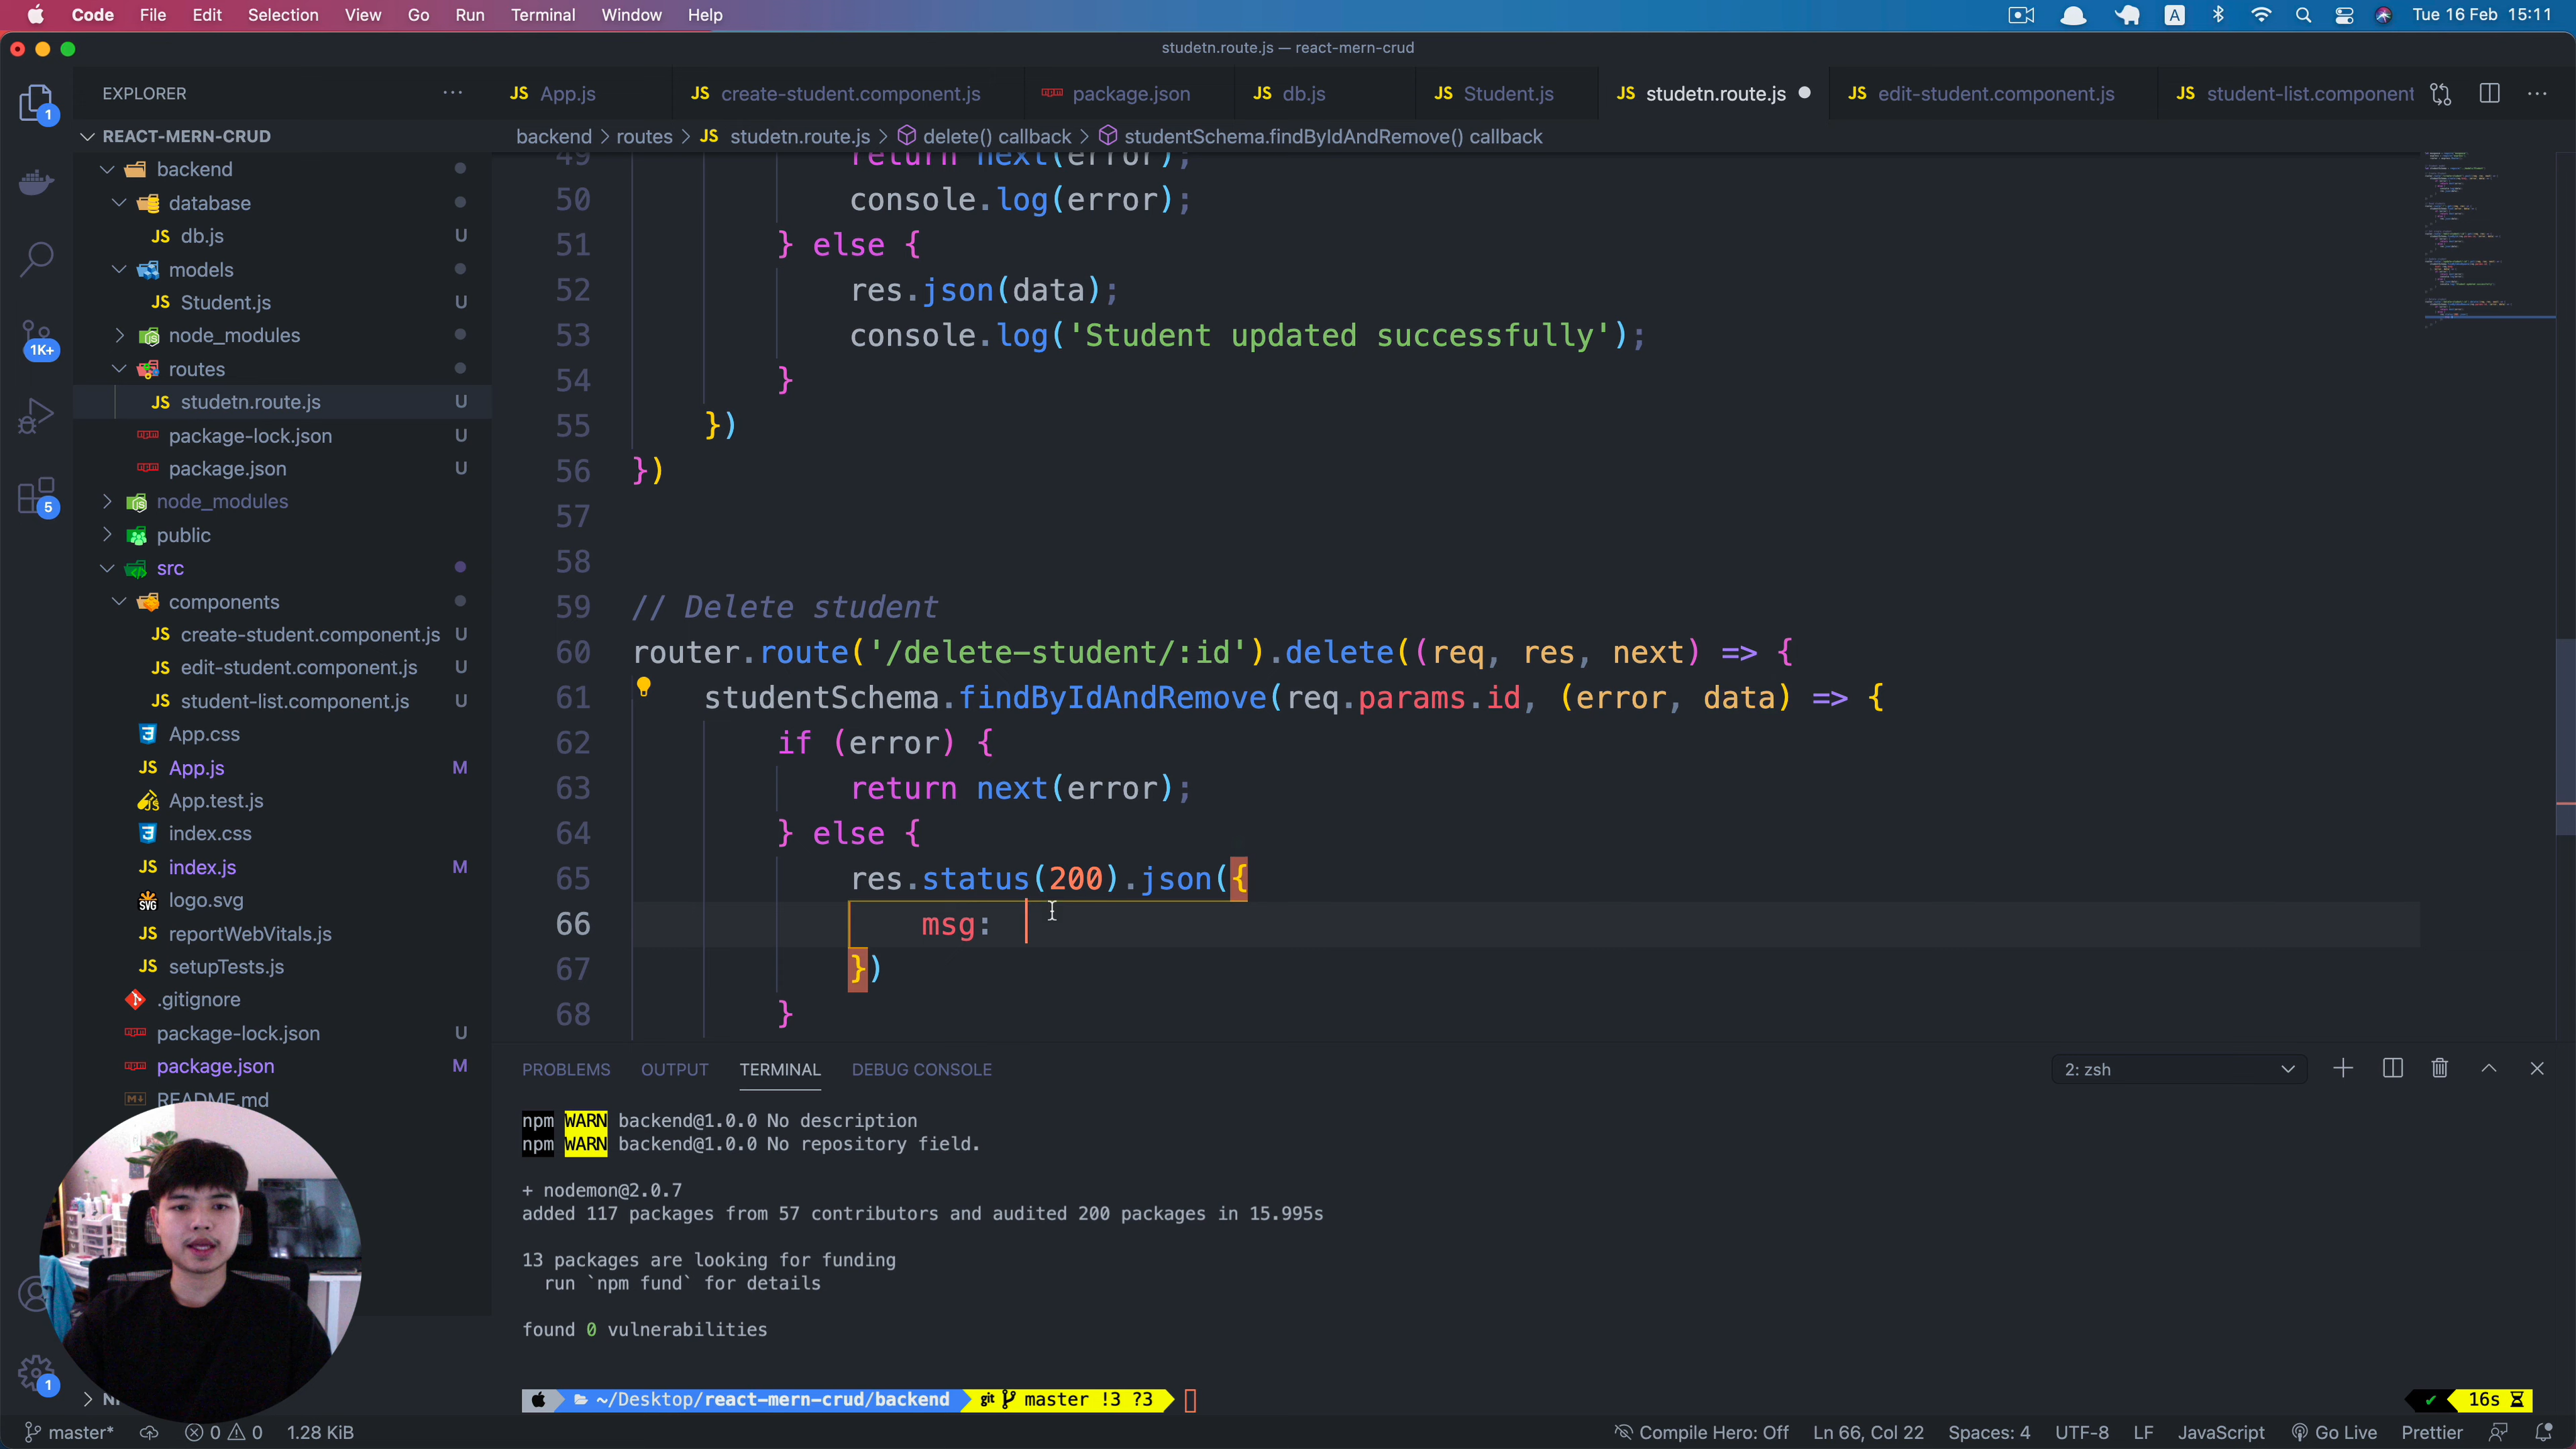 Code File Edit Selection View Go Run Terminal Window Help
A
Tue 16 Feb 15:11
studetn.route.js — react-mern-crud
EXPLORER
JS App.js
JS create-student.component.js
package.json
JS db.js
JS Student.js
JS studetn.route.js
JS edit-student.component.js
JS student-list.component
1
REACT-MERN-CRUD
backend > routes > JS studetn.route.js > delete() callback > studentSchema.findByIdAndRemove() callback
backend
database
JS db.js U
models
JS Student.js U
node_modules
routes
JS studetn.route.js U
package-lock.json U
package.json U
node_modules
public
src
components
JS create-student.component.js U
JS edit-student.component.js U
JS student-list.component.js U
App.css
JS App.js M
App.test.js
index.css
JS index.js M
SVG logo.svg
JS reportWebVitals.js
JS setupTests.js
.gitignore
package-lock.json U
package.json M
README.md
1K+
5
1
49 return next(error);
50 console.log(error);
51 } else {
52 res.json(data);
53 console.log('Student updated successfully');
54 }
55 })
56 })
57
58
59 // Delete student
60 router.route('/delete-student/:id').delete((req, res, next) => {
61 studentSchema.findByIdAndRemove(req.params.id, (error, data) => {
62 if (error) {
63 return next(error);
64 } else {
65 res.status(200).json({
66 msg:
67 })
68 }
PROBLEMS OUTPUT TERMINAL DEBUG CONSOLE
2: zsh
npm WARN backend@1.0.0 No description
npm WARN backend@1.0.0 No repository field.
+ nodemon@2.0.7
added 117 packages from 57 contributors and audited 200 packages in 15.995s
13 packages are looking for funding
run `npm fund` for details
found 0 vulnerabilities
~/Desktop/react-mern-crud/backend git master !3 ?3
✔ 16s
master* 0 0 1.28 KiB
Compile Hero: Off Ln 66, Col 22 Spaces: 4 UTF-8 LF JavaScript Go Live Prettier